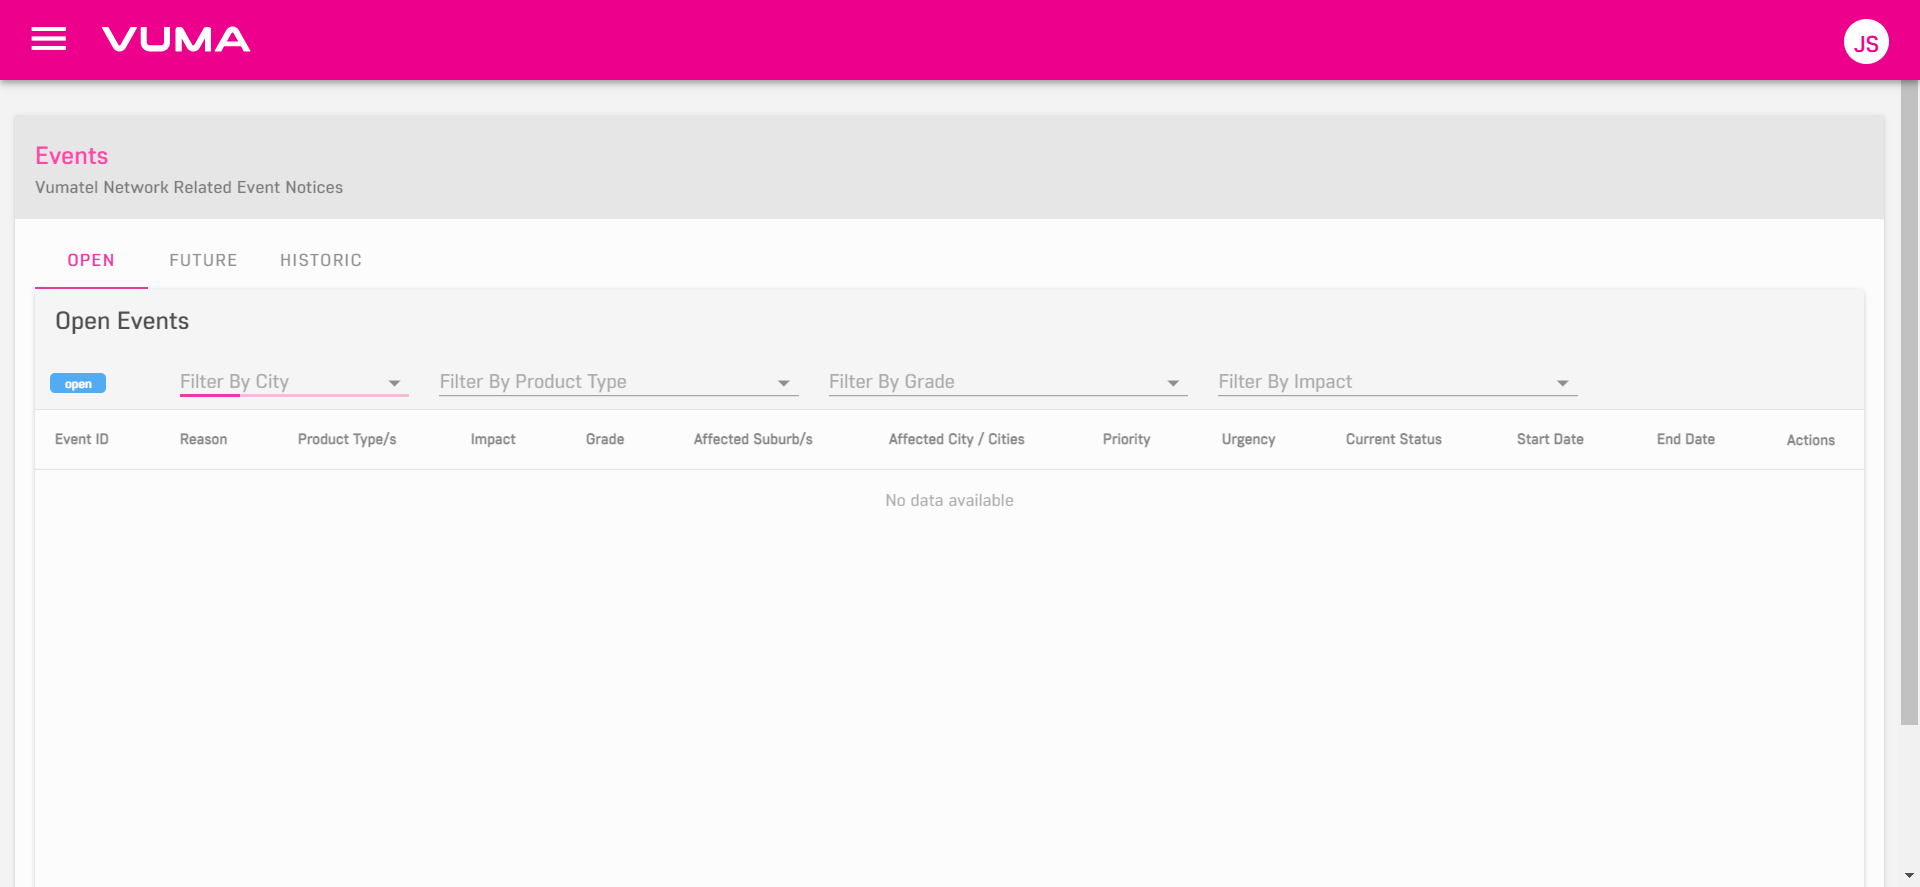 VUMA
JS
Events
Vumatel Network Related Event Notices
OPEN FUTURE HISTORIC
Open Events
open Filter By City Filter By Product Type Filter By Grade Filter By Impact
Event ID Reason Product Type/s Impact Grade Affected Suburb/s Affected City / Cities Priority Urgency Current Status Start Date End Date Actions
No data available